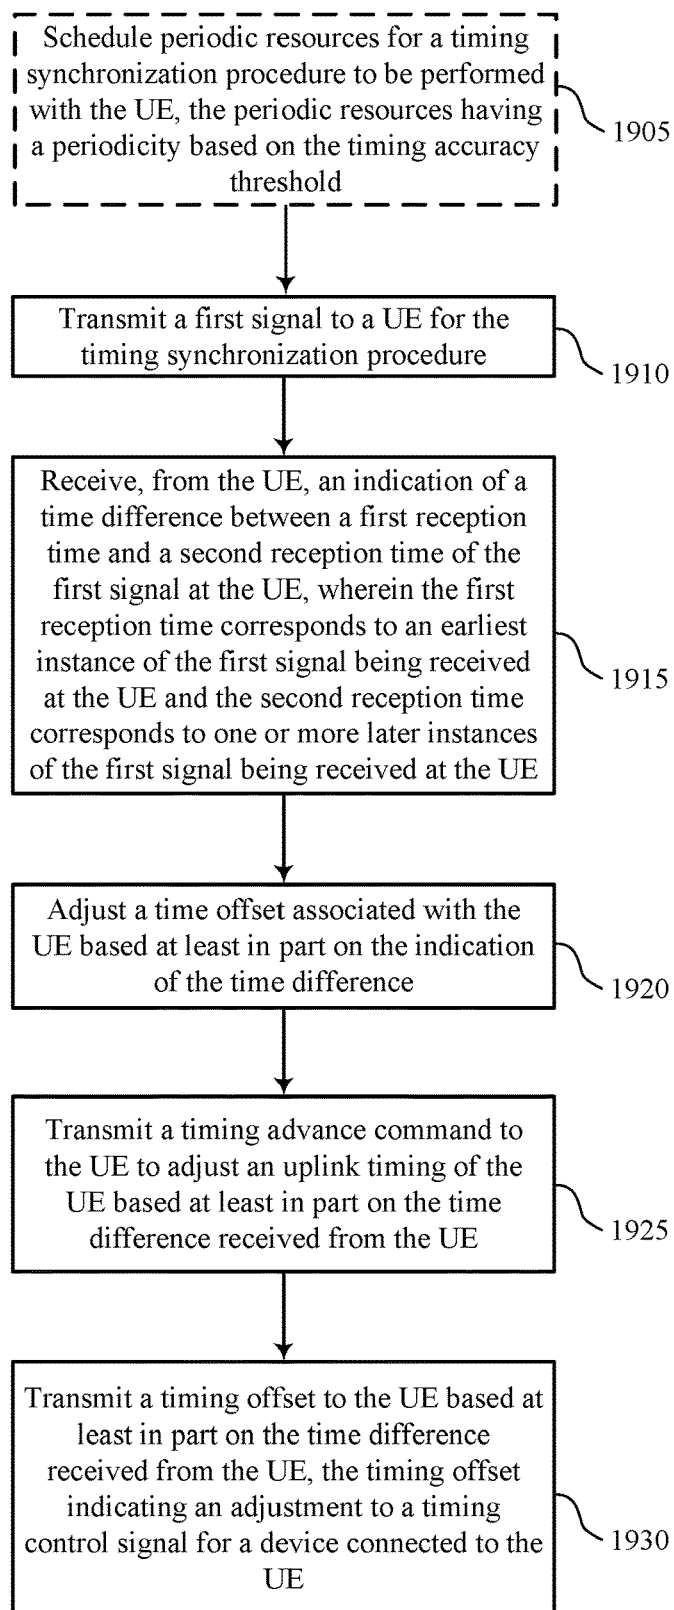 Schedule periodic resources for a timing
synchronization procedure to be performed
with the UE, the periodic resources having
a periodicity based on the timing accuracy
threshold
1905
Transmit a first signal to a UE for the
timing synchronization procedure
1910
Receive, from the UE, an indication of a
time difference between a first reception
time and a second reception time of the
first signal at the UE, wherein the first
reception time corresponds to an earliest
instance of the first signal being received
at the UE and the second reception time
corresponds to one or more later instances
of the first signal being received at the UE
1915
Adjust a time offset associated with the
UE based at least in part on the indication
of the time difference
1920
Transmit a timing advance command to
the UE to adjust an uplink timing of the
UE based at least in part on the time
difference received from the UE
1925
Transmit a timing offset to the UE based at
least in part on the time difference
received from the UE, the timing offset
indicating an adjustment to a timing
control signal for a device connected to the
UE
1930